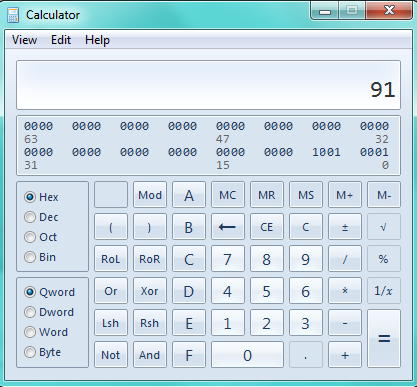 Calculator
View Edit Help
91
0000 0000 0000 0000 0000 0000 0000 0000
63 47 32
0000 0000 0000 0000 0000 0000 1001 0001
31 15 0
Hex Mod A MC MR MS M+ M-
Dec ( ) B ← CE C ± √
Oct
Bin RoL RoR C 7 8 9 / %
Qword Or Xor D 4 5 6 * 1/x
Dword
Word Lsh Rsh E 1 2 3 - =
Byte Not And F 0 . +